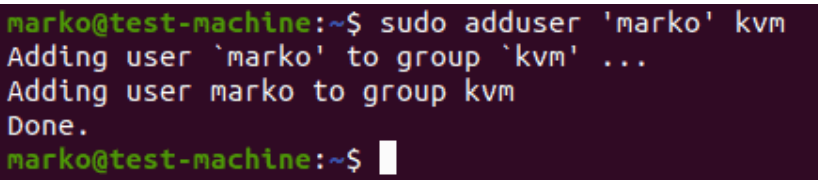 marko@test-machine:~$ sudo adduser 'marko' kvm
Adding user `marko' to group `kvm' ...
Adding user marko to group kvm
Done.
marko@test-machine:~$